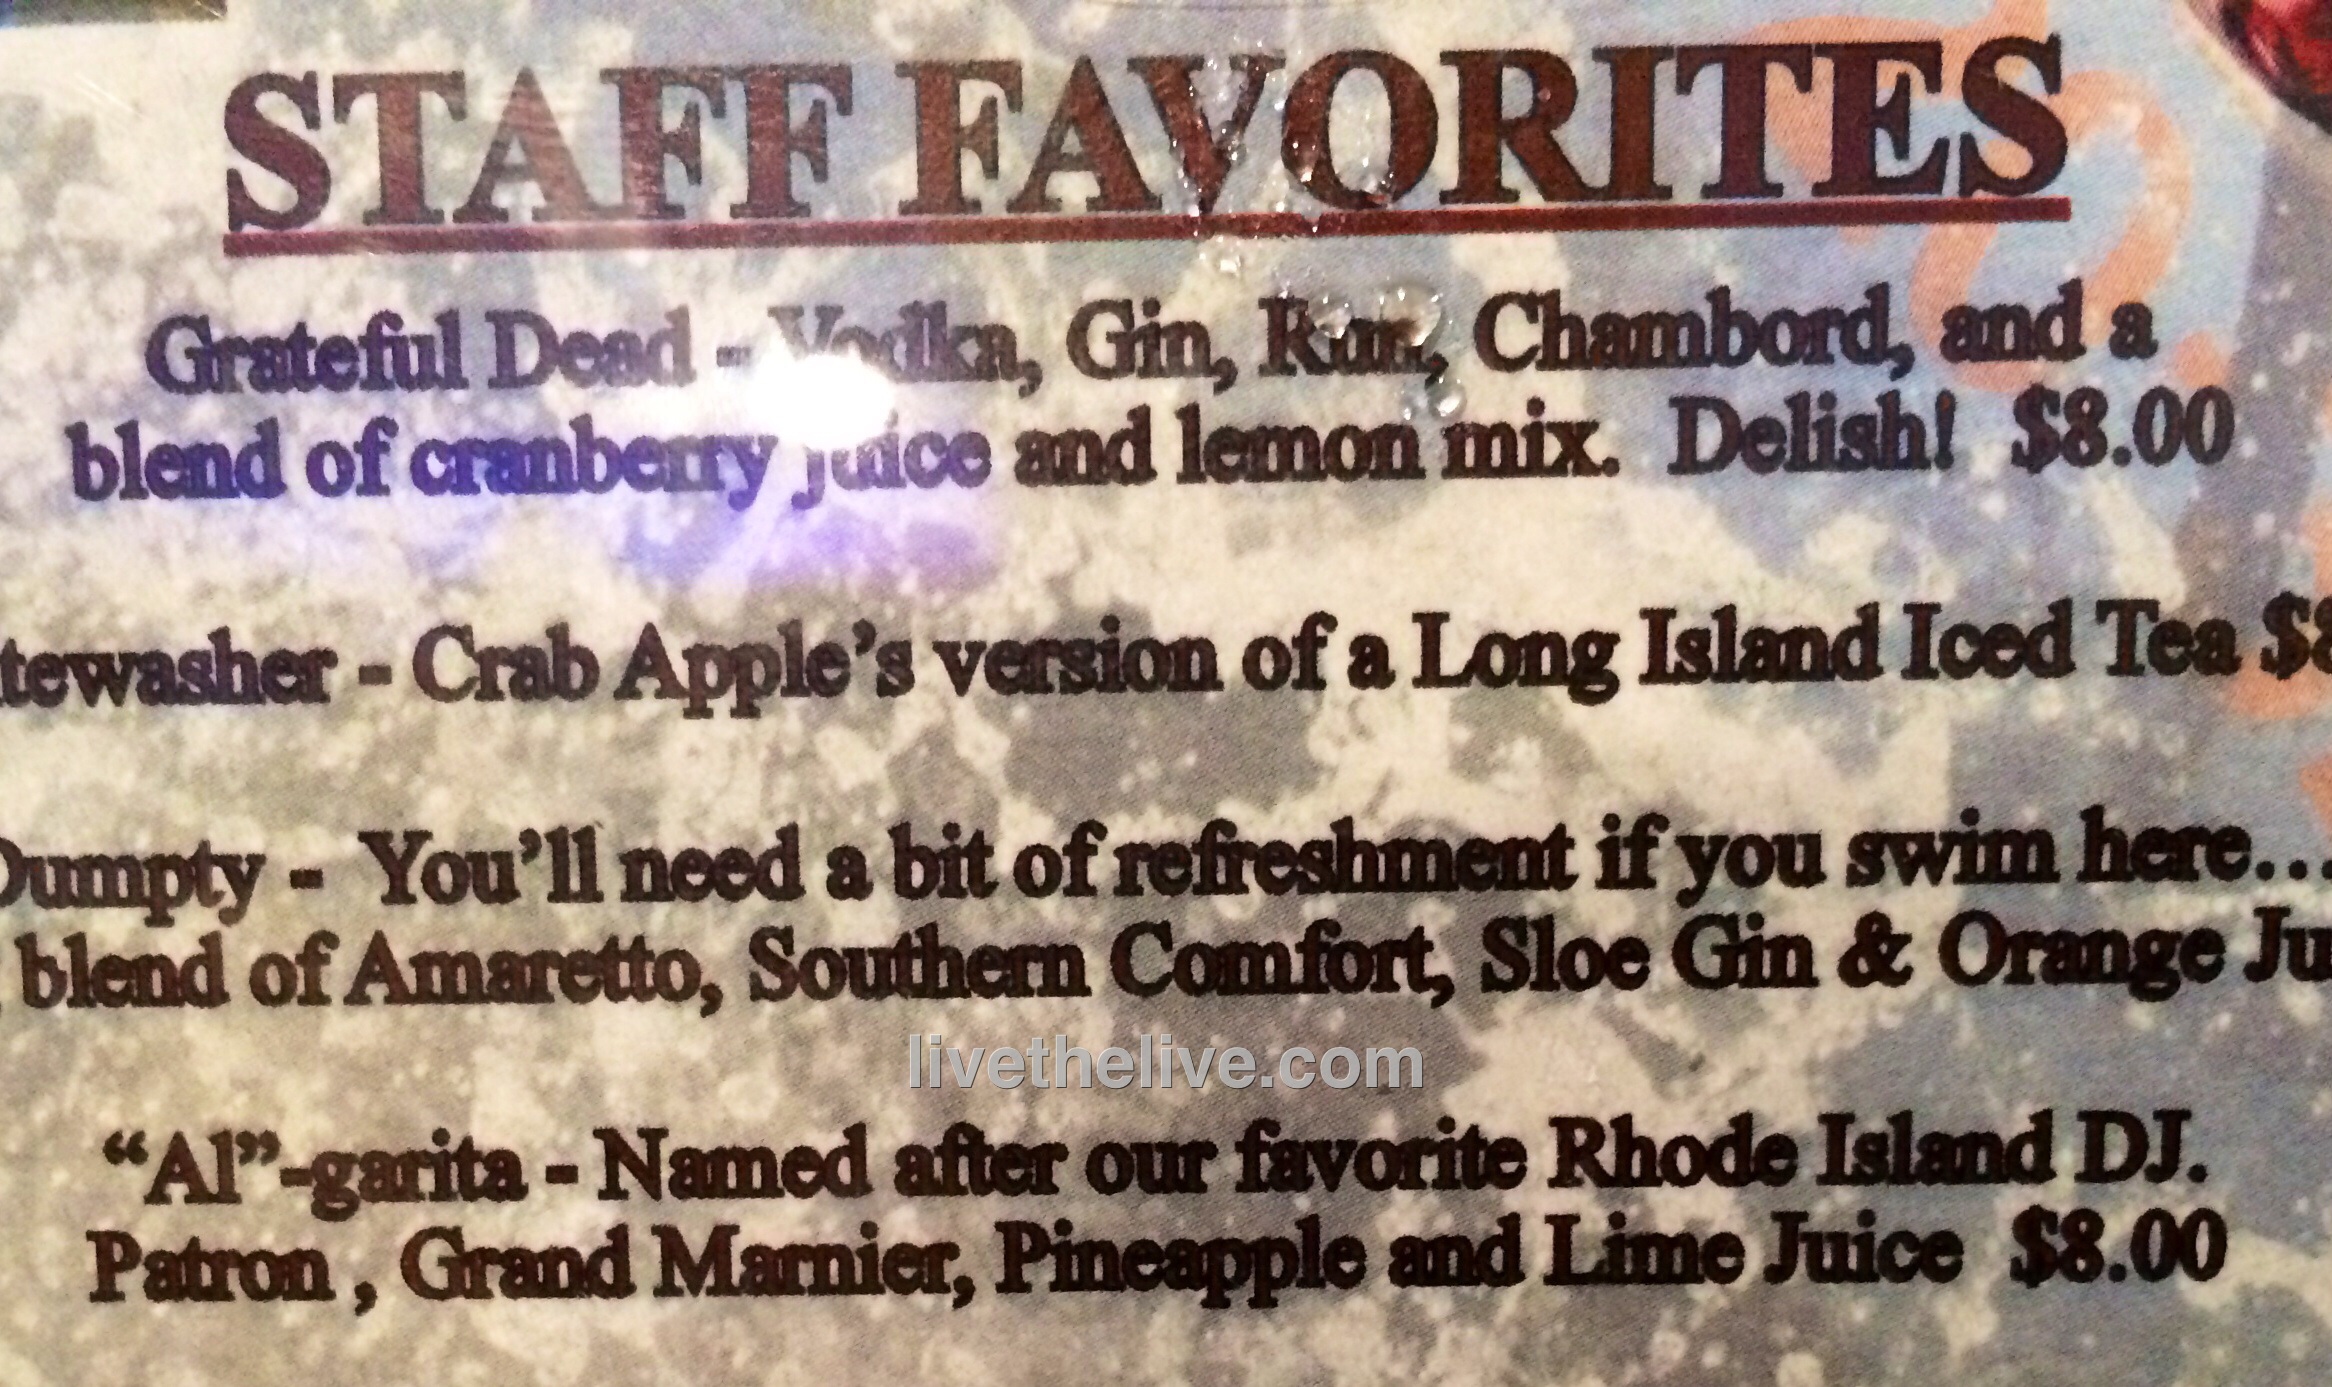 STAFF FAVORITES
Grateful Dead - Vodka, Gin, Rum, Chambord, and a
blend of cranberry juice and lemon mix. Delish! $8.00
tewasher - Crab Apple's version of a Long Island Iced Tea $8
Dumpty - You'll need a bit of refreshment if you swim here...
blend of Amaretto, Southern Comfort, Sloe Gin & Orange Ju
livethelive.com
"Al"-garita - Named after our favorite Rhode Island DJ.
Patron , Grand Marnier, Pineapple and Lime Juice $8.00